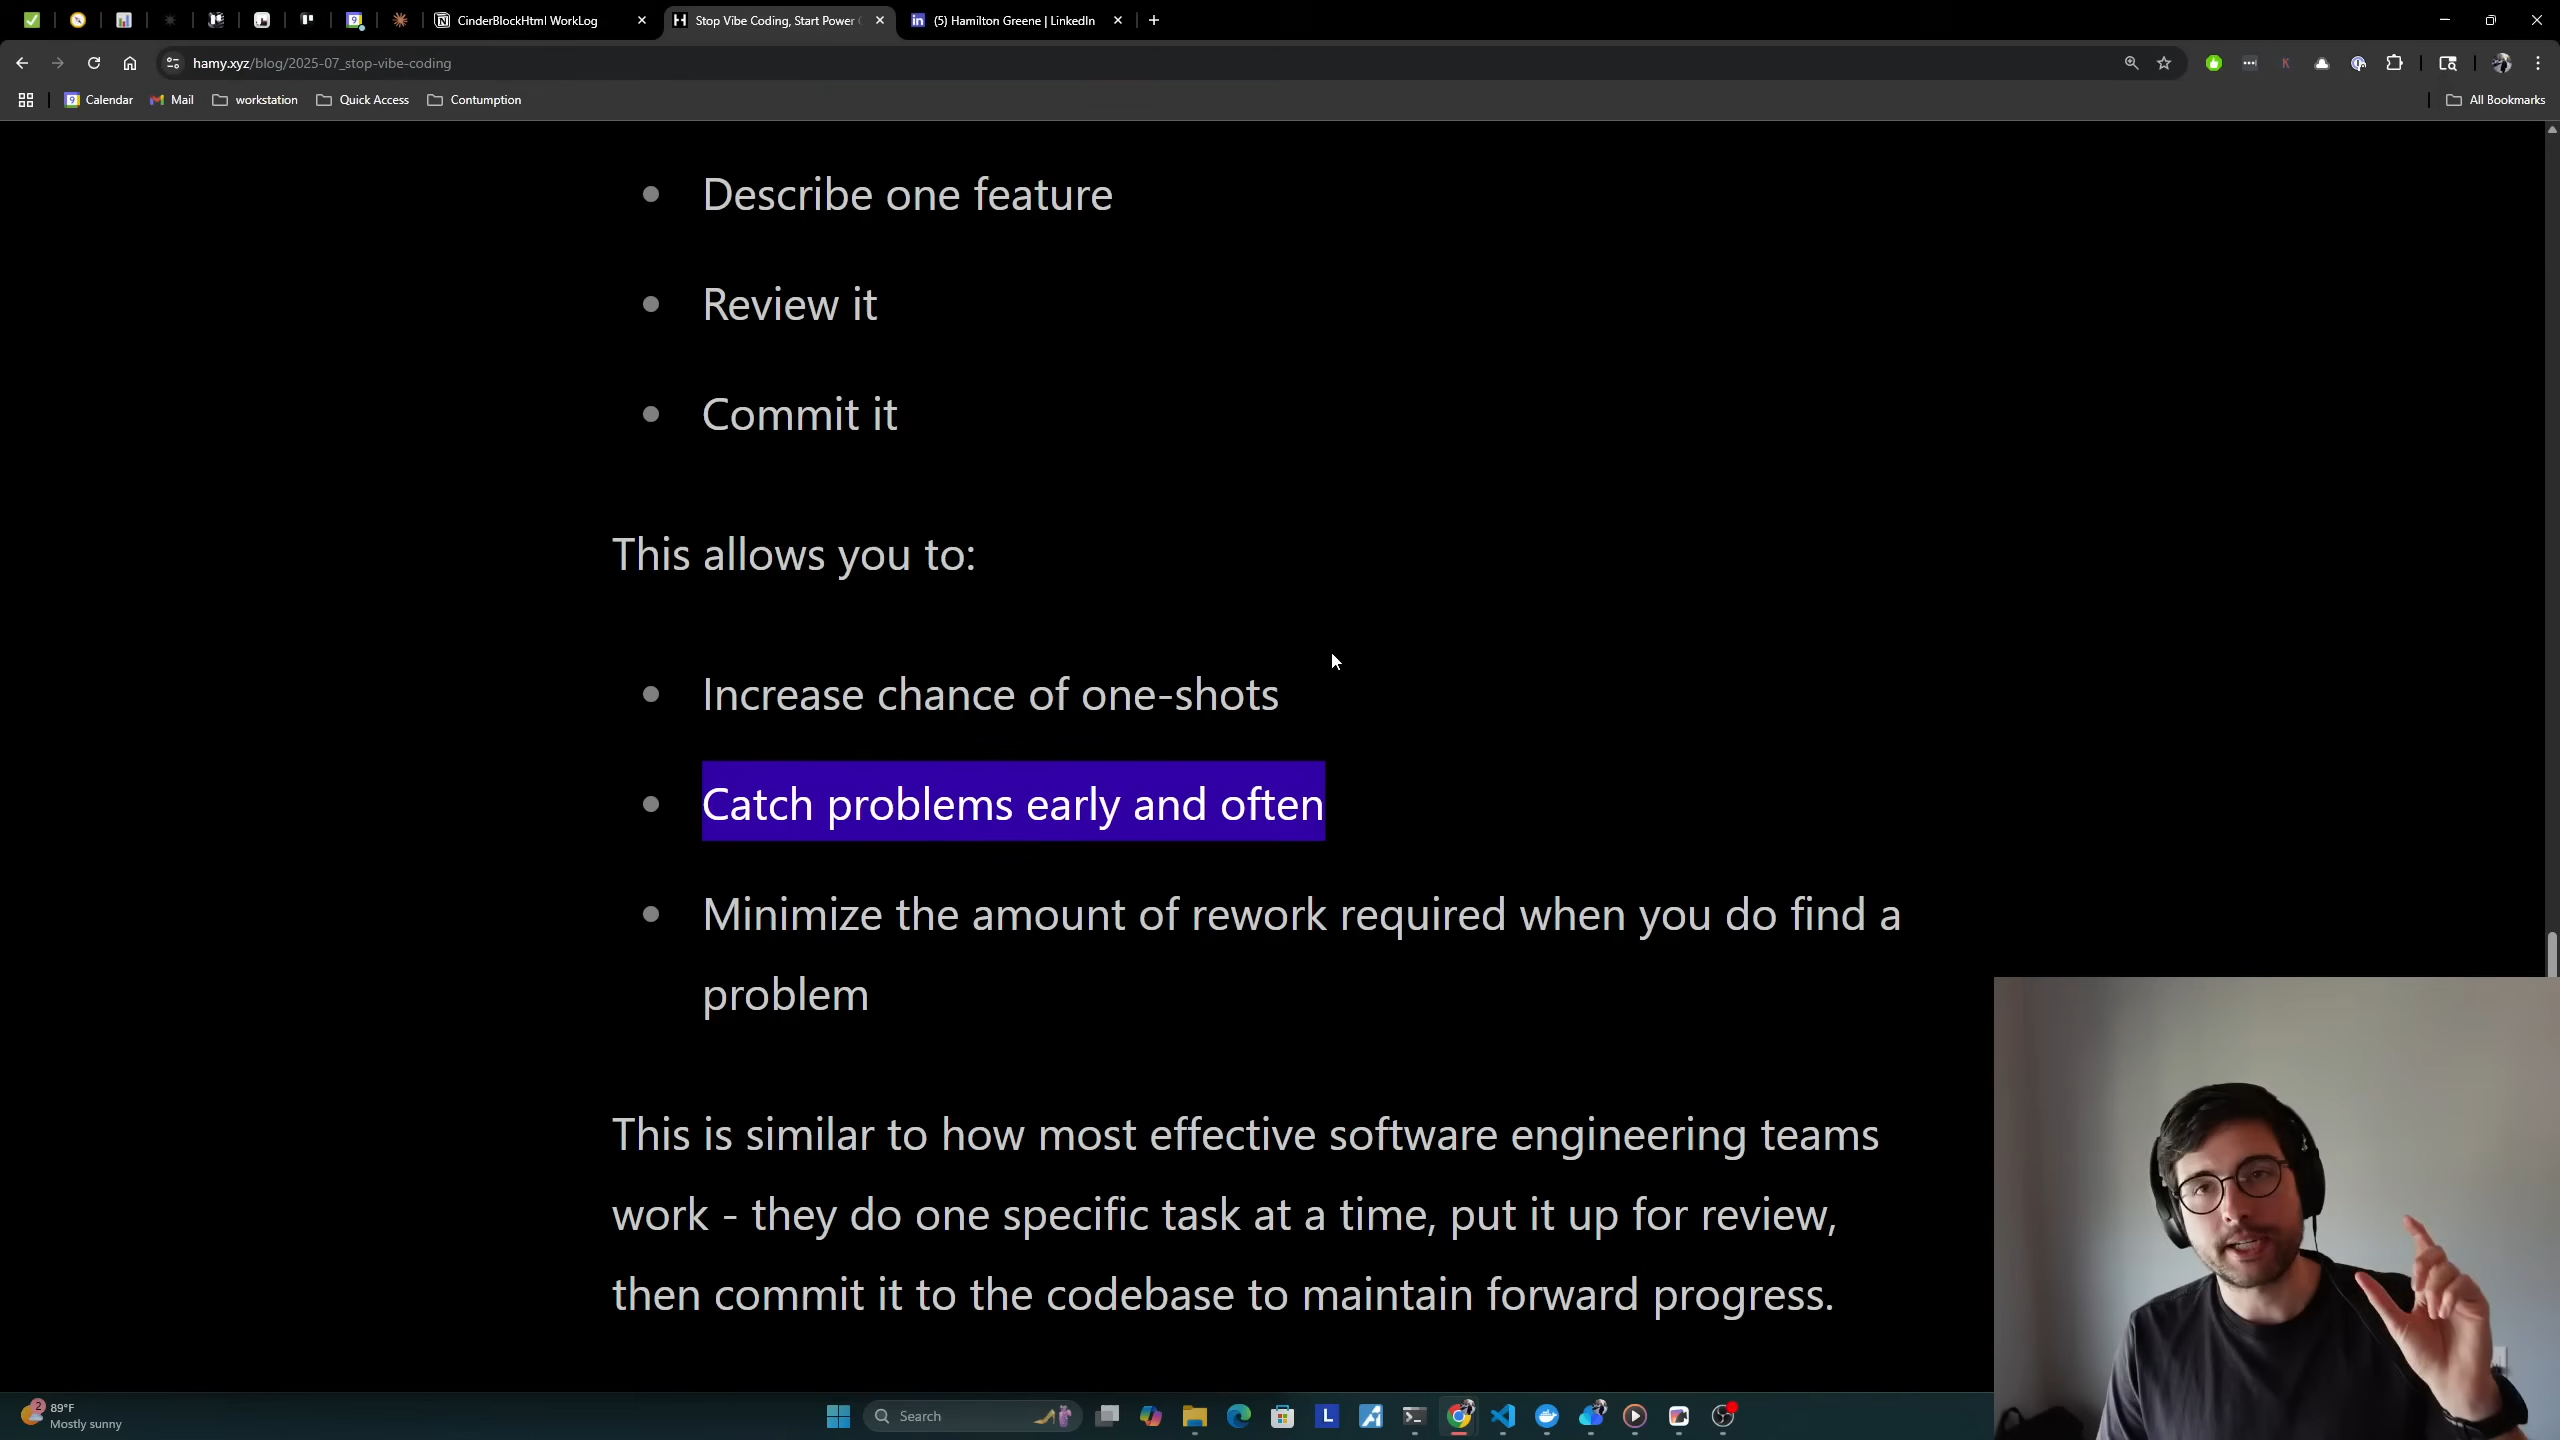 CinderBlockHtml WorkLog
Stop Vibe Coding, Start Power
(5) Hamilton Greene | LinkedIn
hamy.xyz/blog/2025-07_stop-vibe-coding
Calendar
Mail
workstation
Quick Access
Contumption
All Bookmarks
• Describe one feature
• Review it
• Commit it
This allows you to:
• Increase chance of one-shots
• Catch problems early and often
• Minimize the amount of rework required when you do find a
problem
This is similar to how most effective software engineering teams
work - they do one specific task at a time, put it up for review,
then commit it to the codebase to maintain forward progress.
2
89°F
Mostly sunny
Search